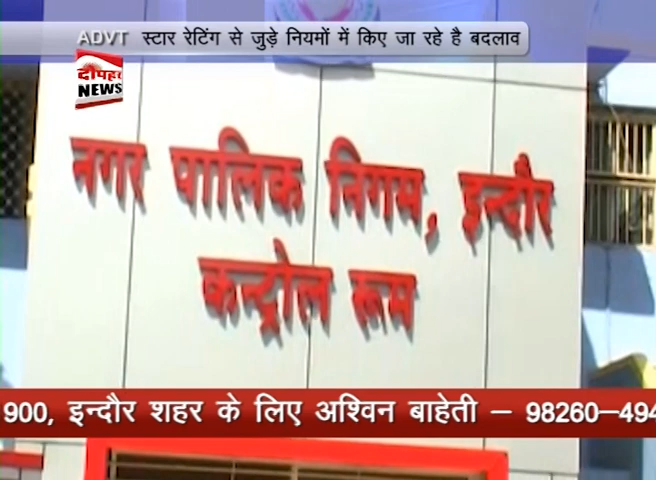 ADVT स्टार रेटिंग से जुड़े नियमों में किए जा रहे है बदलाव
दोपहर
NEWS
नगर पालिक निगम, इन्दौर
कन्ट्रोल रूम
900, इन्दौर शहर के लिए अश्विन बाहेती – 98260–494